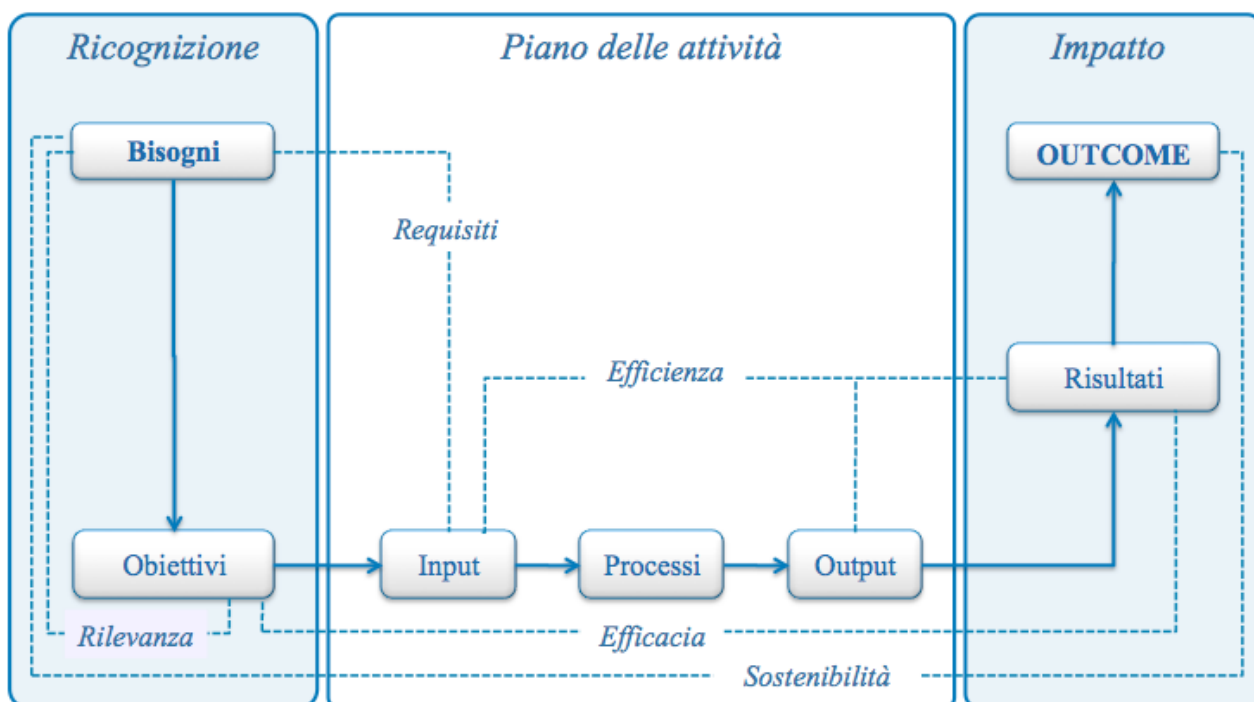 Ricognizione
Piano delle attività
Impatto
Bisogni
OUTCOME
Requisiti
Efficienza
Risultati
Obiettivi
Input
Processi
Output
Rilevanza
Efficacia
Sostenibilità